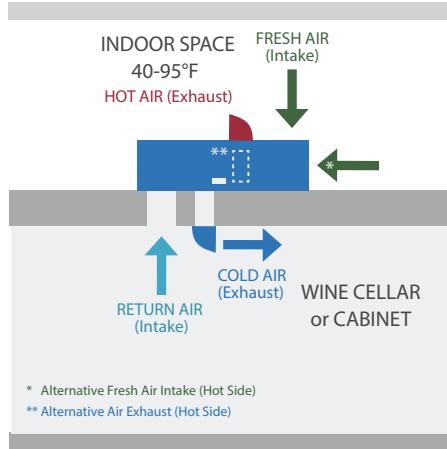 INDOOR SPACE
40-95°F
HOT AIR (Exhaust)
FRESH AIR
(Intake)
**
*
COLD AIR
(Exhaust)
RETURN AIR
(Intake)
WINE CELLAR
or CABINET
* Alternative Fresh Air Intake (Hot Side)
** Alternative Air Exhaust (Hot Side)